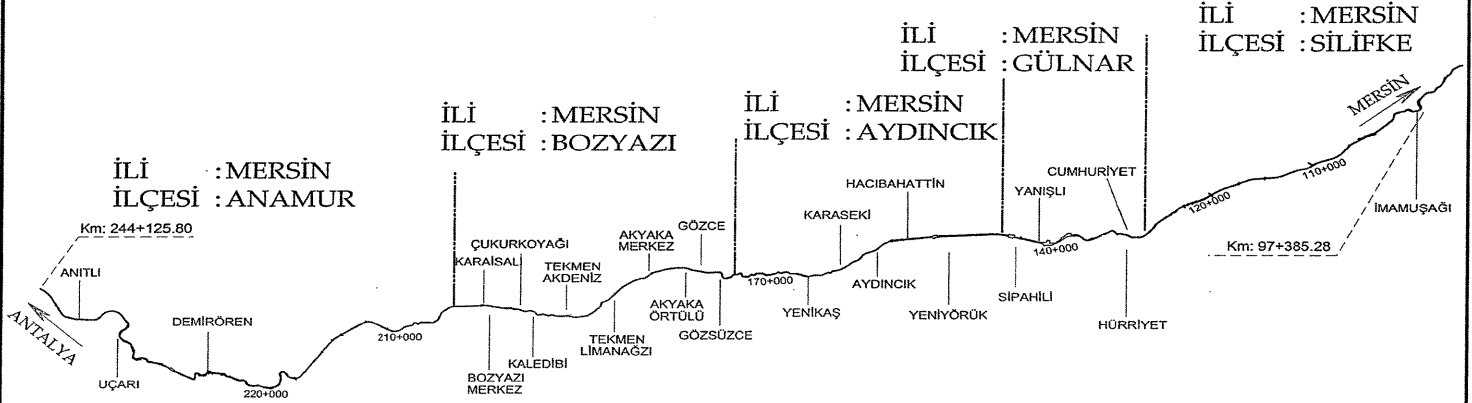 İLİ : MERSİN
İLÇESİ : ANAMUR
İLİ : MERSİN
İLÇESİ : BOZYAZI
İLİ : MERSİN
İLÇESİ : AYDINCIK
İLİ : MERSİN
İLÇESİ : GÜLNAR
İLİ : MERSİN
İLÇESİ : SİLİFKE
Km: 244+125.80
ANTALYA
ANITLI
UÇARI
DEMİRÖREN
220+000
210+000
KARAİSAL
BOZYAZI
MERKEZ
ÇUKURKOYAĞI
KALEDİBİ
TEKMEN
AKDENİZ
TEKMEN
LİMANAĞZI
AKYAKA
MERKEZ
AKYAKA
ÖRTÜLÜ
GÖZCE
GÖZSÜZCE
170+000
YENİKAŞ
KARASEKİ
AYDINCIK
HACIBAHATTİN
YENİYÖRÜK
SİPAHİLİ
YANIŞLI
140+000
CUMHURİYET
HÜRRİYET
120+000
110+000
Km: 97+385.28
İMAMUŞAĞI
MERSİN